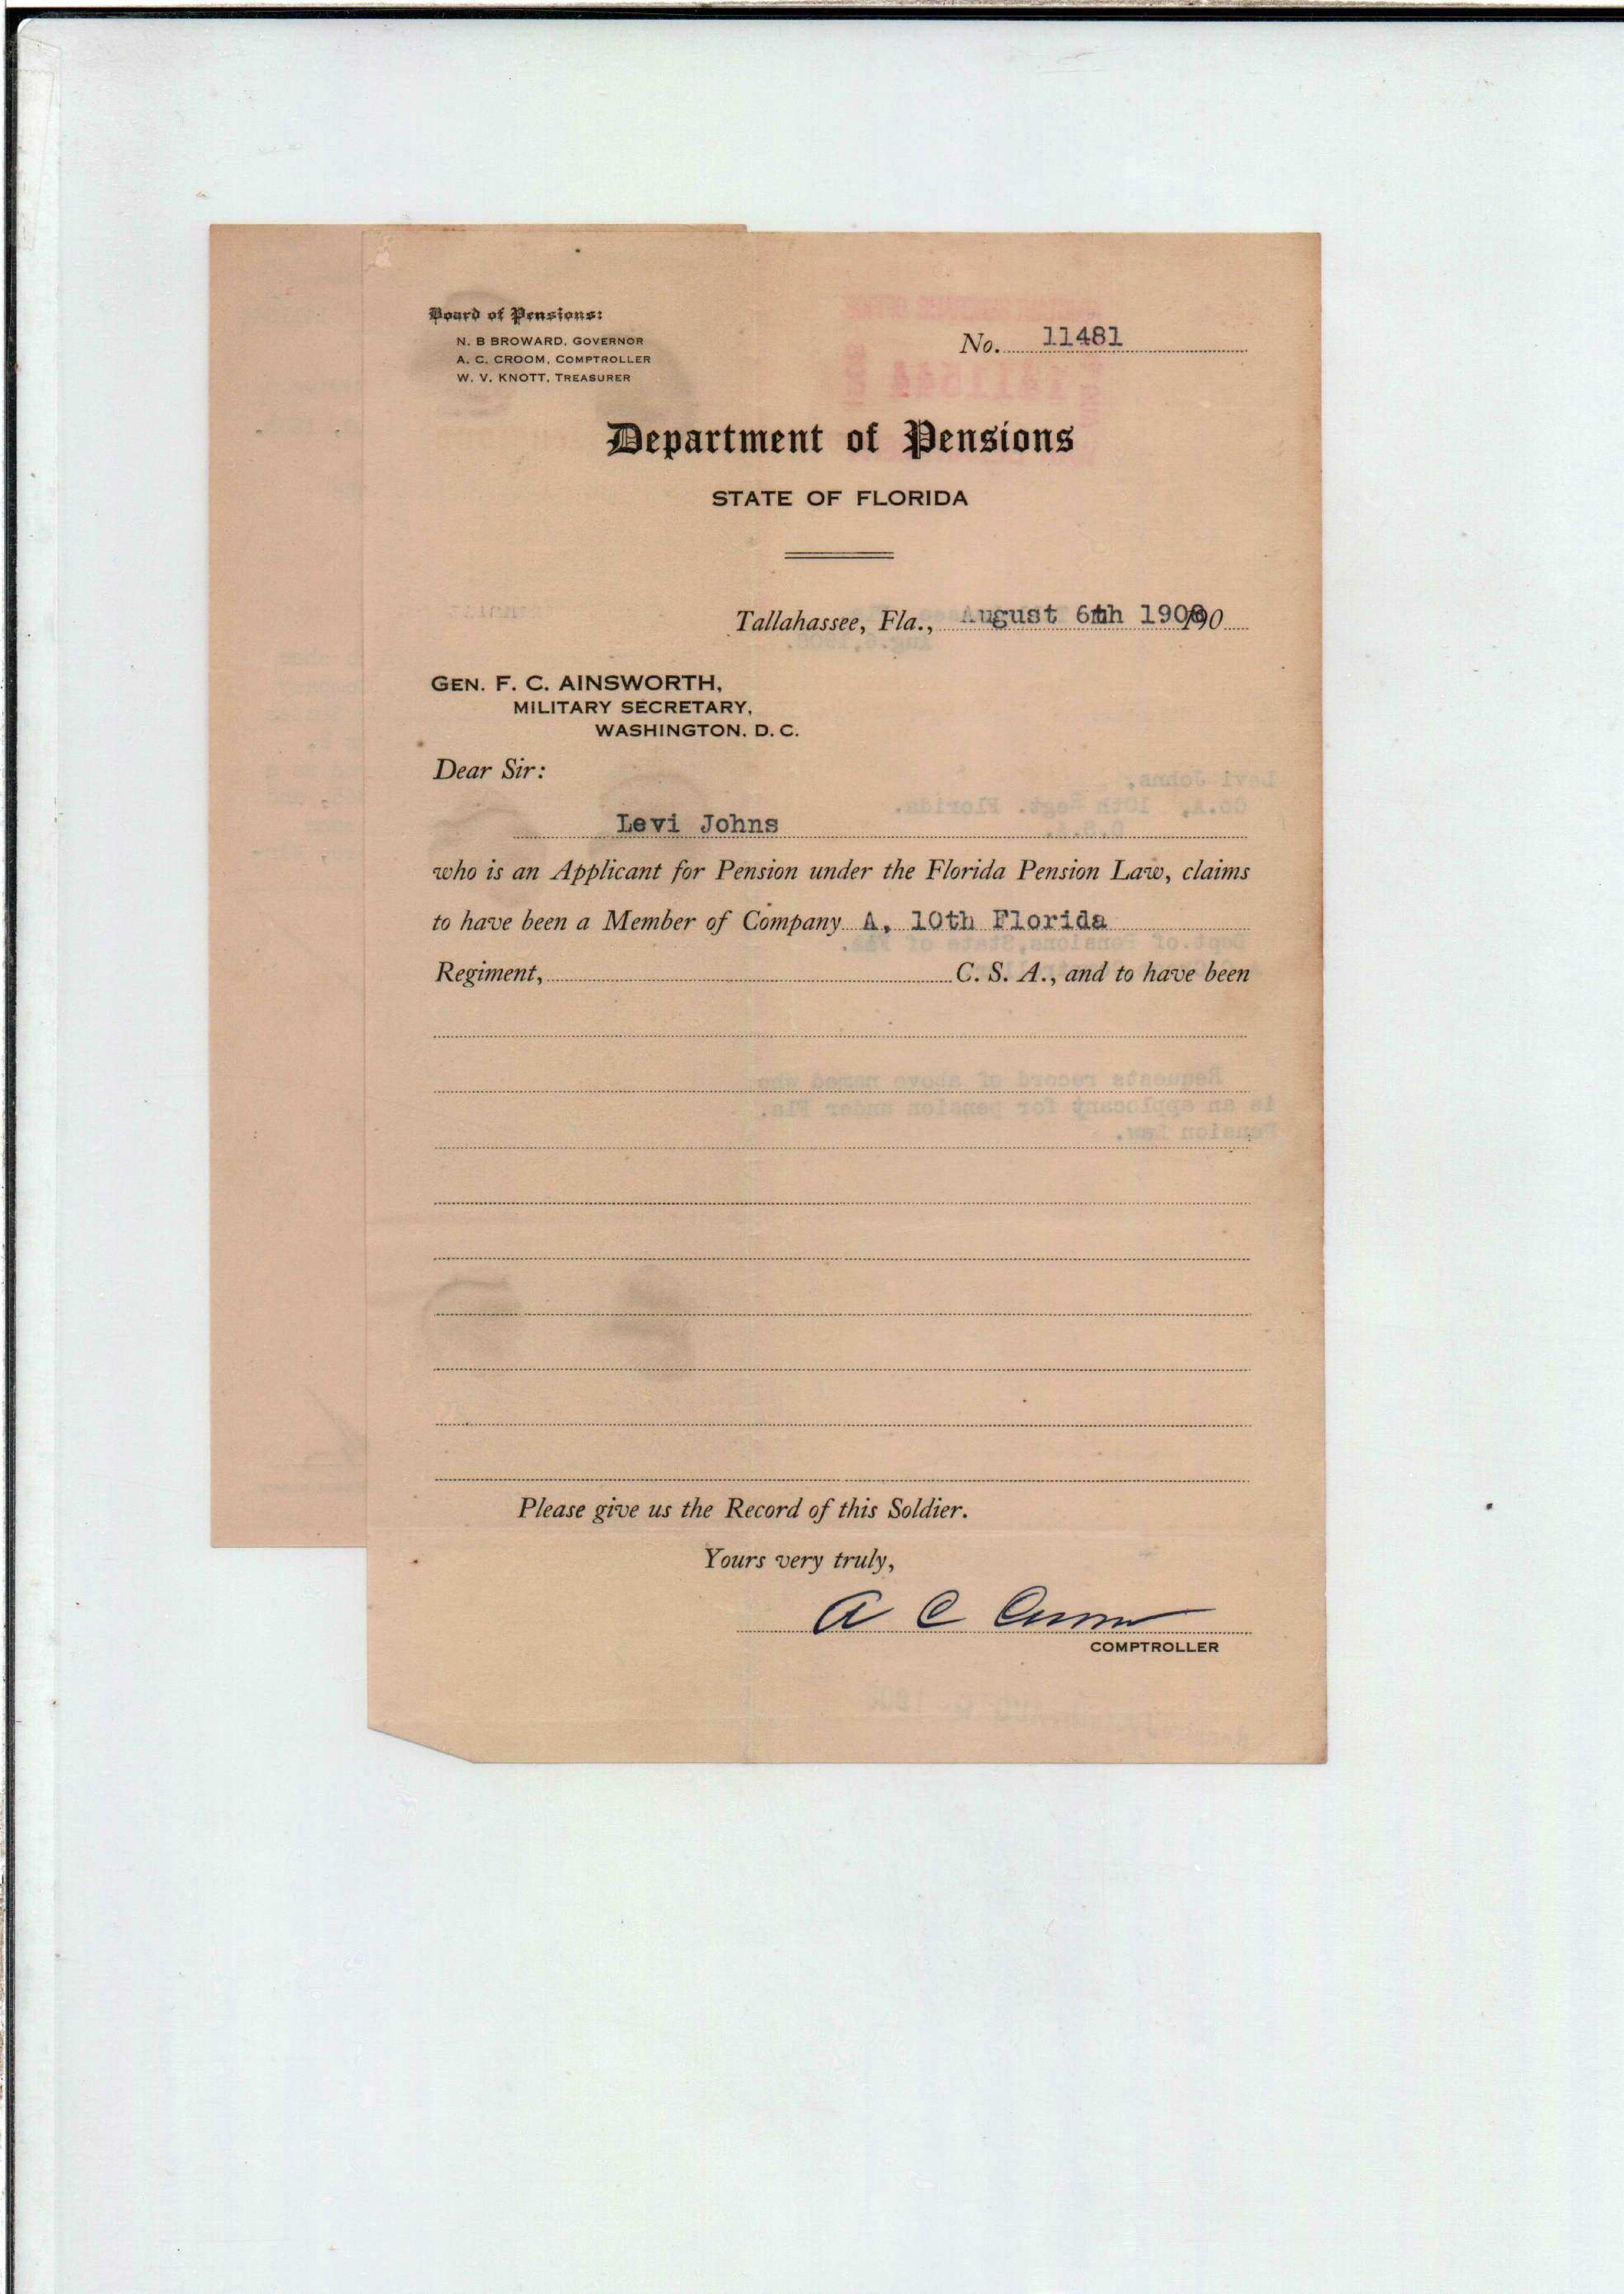 Board of Pensions:
N. B BROWARD, GOVERNOR
A. C. CROOM, COMPTROLLER
W. V. KNOTT, TREASURER
No. 11481
Department of Pensions
STATE OF FLORIDA
Tallahassee, Fla., August 6th 1908 190
GEN. F. C. AINSWORTH,
MILITARY SECRETARY,
WASHINGTON, D. C.
Dear Sir:
Levi Johns
who is an Applicant for Pension under the Florida Pension Law, claims
to have been a Member of Company A, 10th Florida
Regiment, C. S. A., and to have been
Please give us the Record of this Soldier.
Yours very truly,
A C Croom
COMPTROLLER